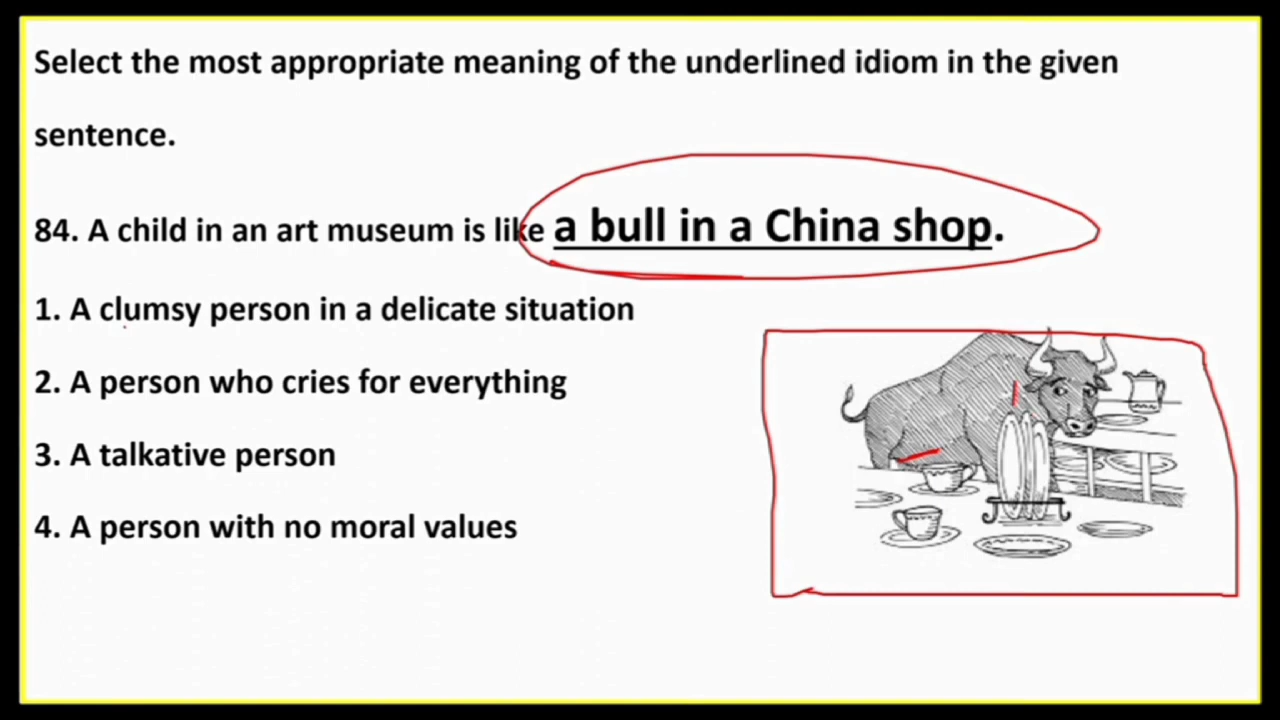 Select the most appropriate meaning of the underlined idiom in the given
sentence.
84. A child in an art museum is like a bull in a China shop.
1. A clumsy person in a delicate situation
2. A person who cries for everything
3. A talkative person
4. A person with no moral values